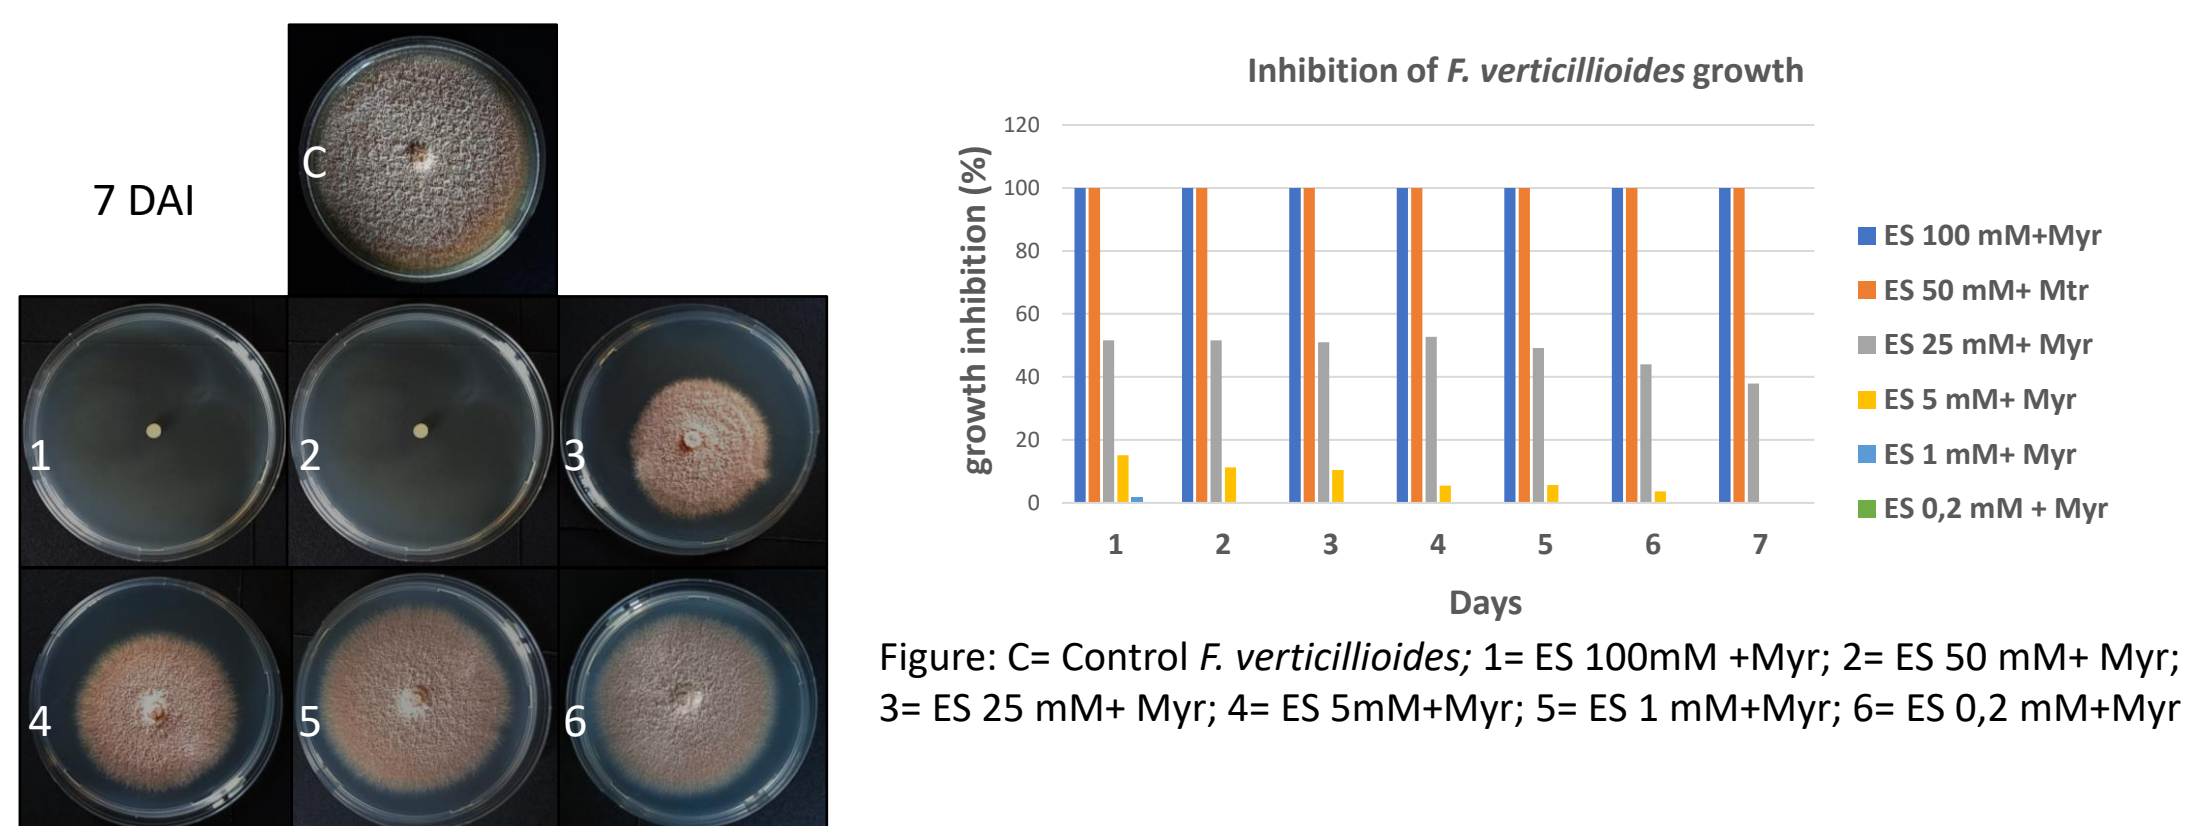 7 DAI
C
1
2
3
4
5
6
Inhibition of F. verticillioides growth
growth inhibition (%)
120
100
80
60
40
20
0
1 2 3 4 5 6 7
Days
ES 100 mM+Myr
ES 50 mM+ Mtr
ES 25 mM+ Myr
ES 5 mM+ Myr
ES 1 mM+ Myr
ES 0,2 mM + Myr
Figure: C= Control F. verticillioides; 1= ES 100mM +Myr; 2= ES 50 mM+ Myr;
3= ES 25 mM+ Myr; 4= ES 5mM+Myr; 5= ES 1 mM+Myr; 6= ES 0,2 mM+Myr